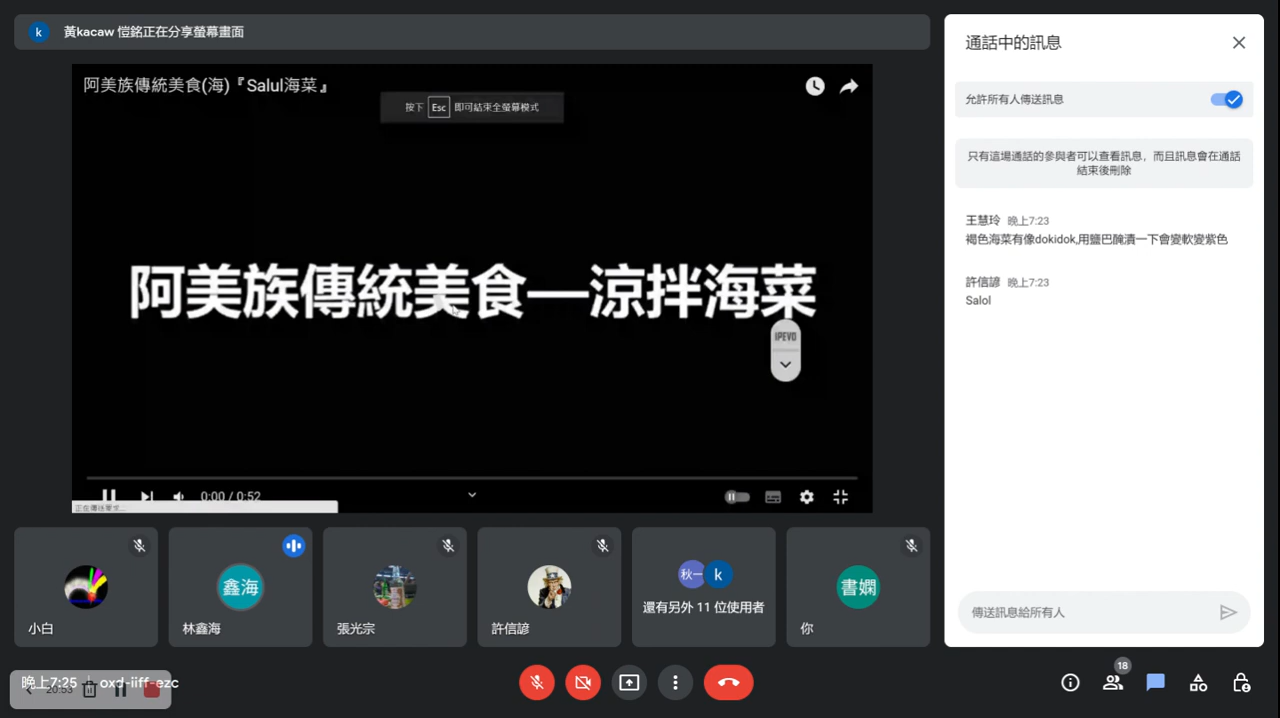 k 黃kacaw 愷銘正在分享螢幕畫面
阿美族傳統美食(海)『Salul海菜』
按下 Esc 即可結束全螢幕模式
阿美族傳統美食—涼拌海菜
IPEVO
0:00 / 0:52
小白
鑫海
林鑫海
張光宗
許信諺
秋一 k
還有另外 11 位使用者
書嫻
你
晚上7:25 | oxd-iiff-ezc
20:53
18
通話中的訊息
允許所有人傳送訊息
只有這場通話的參與者可以查看訊息，而且訊息會在通話
結束後刪除
王慧玲 晚上7:23
褐色海菜有像dokidok,用鹽巴醃漬一下會變軟變紫色
許信諺 晚上7:23
Salol
傳送訊息給所有人